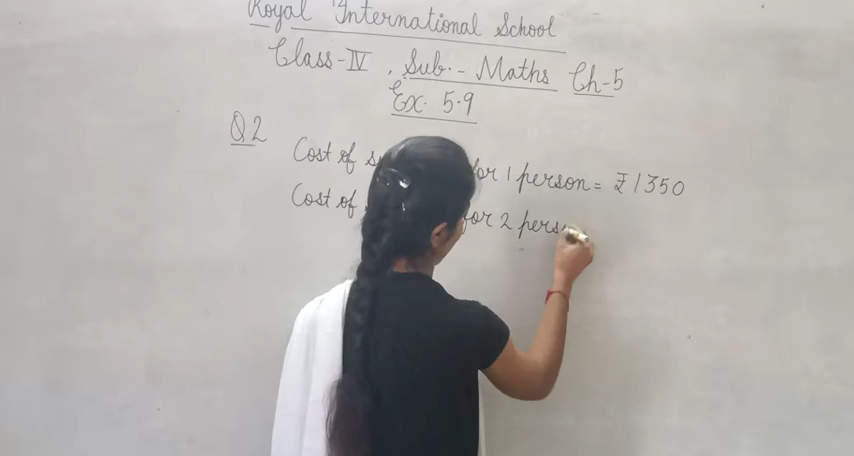 Royal International School
Class-IV, Sub.- Maths Ch-5
Ex. 5.9
Q.2
Cost of for 1 person = ₹1350
Cost of for 2 pers